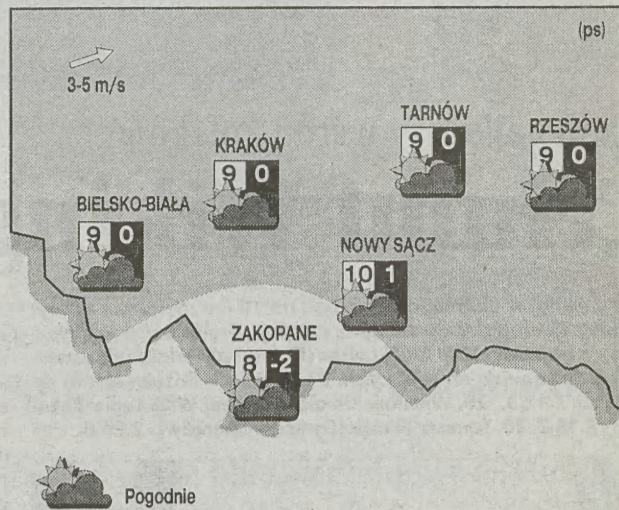 (ps)
3-5 m/s
TARNÓW
9 0
RZESZÓW
9 0
KRAKÓW
9 0
BIELSKO-BIAŁA
9 0
NOWY SĄCZ
10 1
ZAKOPANE
8 -2
Pogodnie